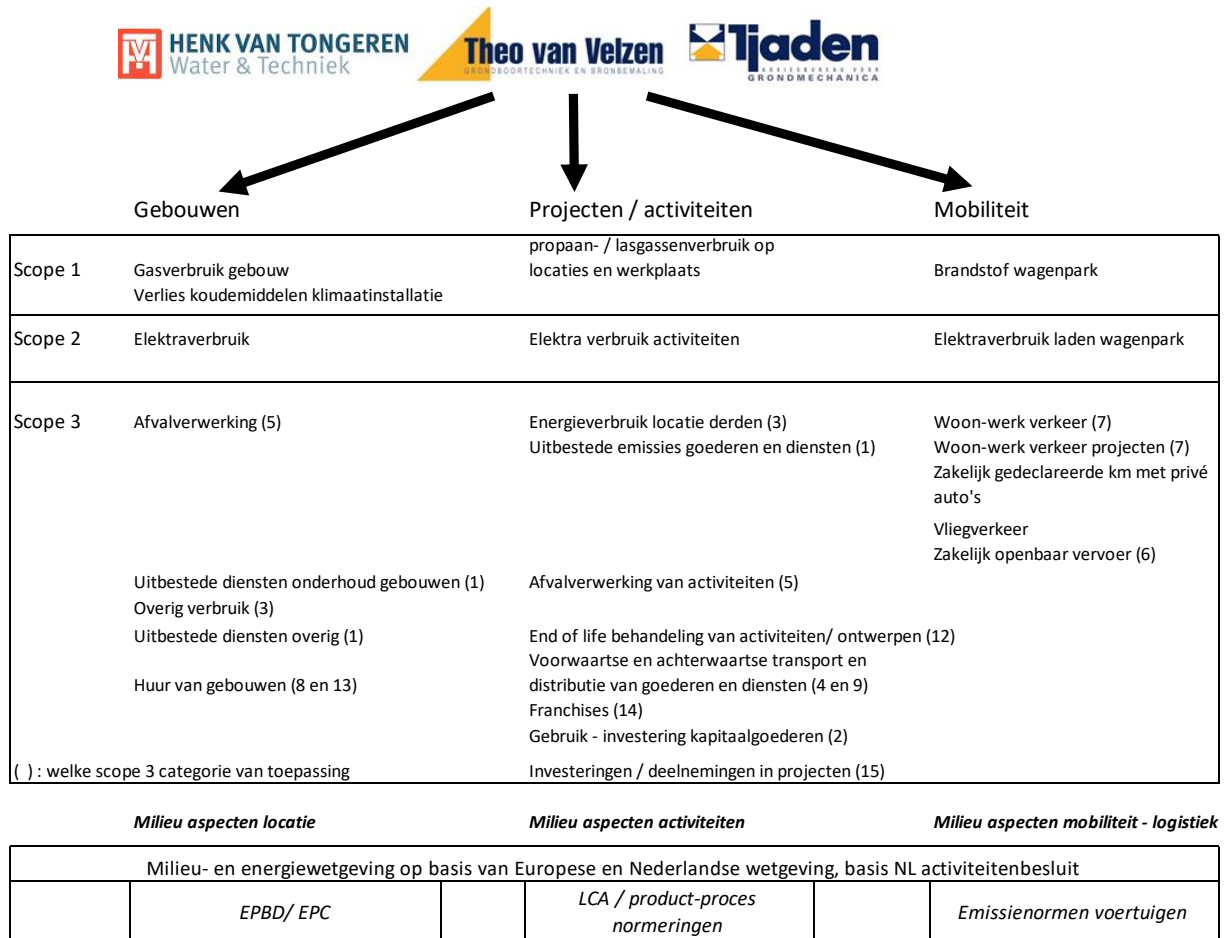 HENK VAN TONGEREN
Water & Techniek
Theo van Velzen
GRONDBOORTECHNIEK EN BRONBEMALING
Tjaden
ADVIESBUREAU VOOR
GRONDMECHANICA
Gebouwen Projecten / activiteiten Mobiliteit
propaan- / lasgassenverbruik op
Scope 1 Gasverbruik gebouw locaties en werkplaats Brandstof wagenpark
Verlies koudemiddelen klimaatinstallatie
Scope 2 Elektraverbruik Elektra verbruik activiteiten Elektraverbruik laden wagenpark
Scope 3 Afvalverwerking (5) Energieverbruik locatie derden (3) Woon-werk verkeer (7)
Uitbestede emissies goederen en diensten (1) Woon-werk verkeer projecten (7)
Zakelijk gedeclareerde km met privé
auto's
Vliegverkeer
Zakelijk openbaar vervoer (6)
Uitbestede diensten onderhoud gebouwen (1) Afvalverwerking van activiteiten (5)
Overig verbruik (3)
Uitbestede diensten overig (1) End of life behandeling van activiteiten/ ontwerpen (12)
Voorwaartse en achterwaartse transport en
Huur van gebouwen (8 en 13) distributie van goederen en diensten (4 en 9)
Franchises (14)
Gebruik - investering kapitaalgoederen (2)
( ) : welke scope 3 categorie van toepassing Investeringen / deelnemingen in projecten (15)
Milieu aspecten locatie Milieu aspecten activiteiten Milieu aspecten mobiliteit - logistiek
Milieu- en energiewetgeving op basis van Europese en Nederlandse wetgeving, basis NL activiteitenbesluit
EPBD/ EPC LCA / product-proces Emissienormen voertuigen
normeringen